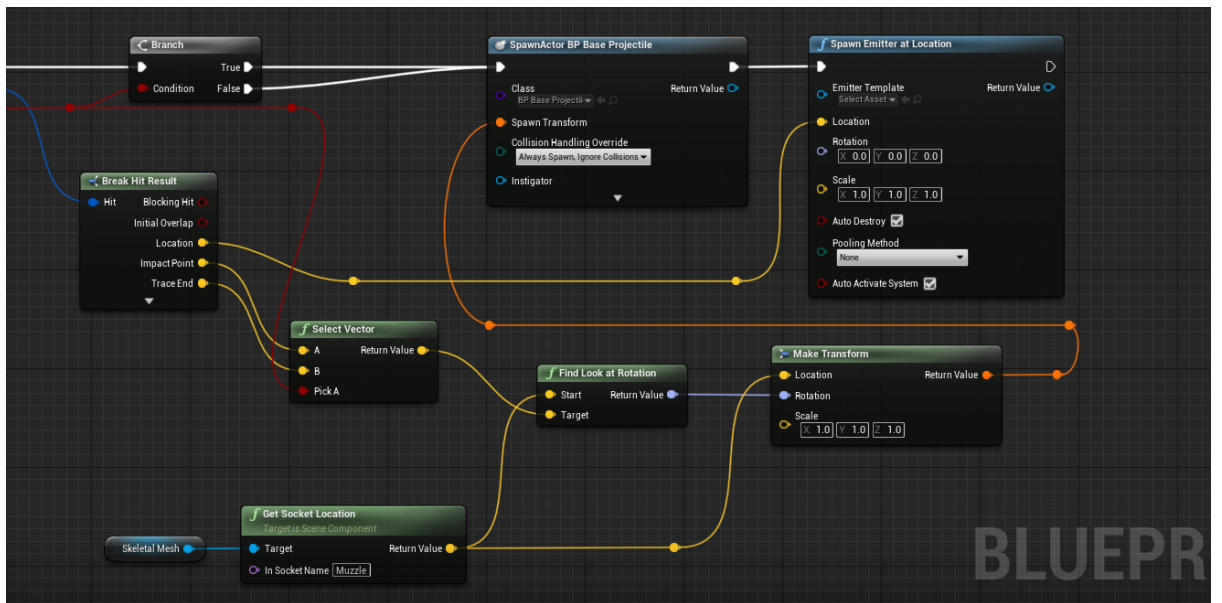 Branch
True
Condition
False
SpawnActor BP Base Projectile
Class
BP Base Projectil
Return Value
Spawn Transform
Collision Handling Override
Always Spawn, Ignore Collisions
Instigator
Spawn Emitter at Location
Emitter Template
Select Asset
Return Value
Location
Rotation
X 0.0 Y 0.0 Z 0.0
Scale
X 1.0 Y 1.0 Z 1.0
Auto Destroy
Pooling Method
None
Auto Activate System
Break Hit Result
Hit
Blocking Hit
Initial Overlap
Location
Impact Point
Trace End
Select Vector
A
Return Value
B
Pick A
Find Look at Rotation
Start
Return Value
Target
Make Transform
Location
Return Value
Rotation
Scale
X 1.0 Y 1.0 Z 1.0
Get Socket Location
Target is Scene Component
Skeletal Mesh
Target
Return Value
In Socket Name Muzzle
BLUEPR